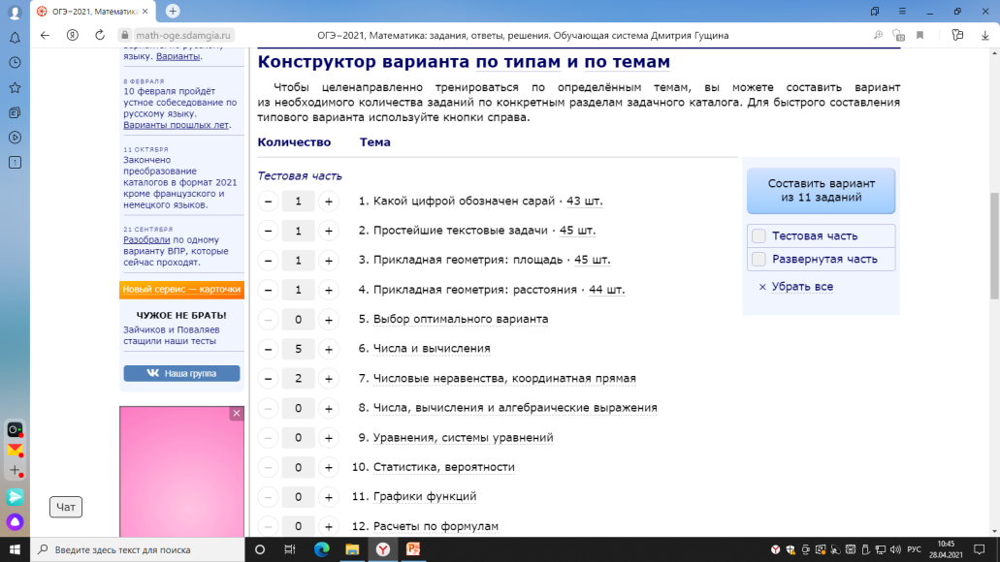 ОГЭ–2021, Математика
math-oge.sdamgia.ru
ОГЭ–2021, Математика: задания, ответы, решения. Обучающая система Дмитрия Гущина
языку. Варианты.
9 ФЕВРАЛЯ
10 февраля пройдёт
устное собеседование по
русскому языку.
Варианты прошлых лет.
11 ОКТЯБРЯ
Закончено
преобразование
каталогов в формат 2021
кроме французского и
немецкого языков.
21 СЕНТЯБРЯ
Разобрали по одному
варианту ВПР, которые
сейчас проходят.
Новый сервис — карточки
ЧУЖОЕ НЕ БРАТЬ!
Зайчиков и Поваляев
стащили наши тесты
Наша группа
Чат
Конструктор варианта по типам и по темам
Чтобы целенаправленно тренироваться по определённым темам, вы можете составить вариант
из необходимого количества заданий по конкретным разделам задачного каталога. Для быстрого составления
типового варианта используйте кнопки справа.
Количество Тема
Тестовая часть
− 1 + 1. Какой цифрой обозначен сарай · 43 шт.
− 1 + 2. Простейшие текстовые задачи · 45 шт.
− 1 + 3. Прикладная геометрия: площадь · 45 шт.
− 1 + 4. Прикладная геометрия: расстояния · 44 шт.
− 0 + 5. Выбор оптимального варианта
− 5 + 6. Числа и вычисления
− 2 + 7. Числовые неравенства, координатная прямая
− 0 + 8. Числа, вычисления и алгебраические выражения
− 0 + 9. Уравнения, системы уравнений
− 0 + 10. Статистика, вероятности
− 0 + 11. Графики функций
− 0 + 12. Расчеты по формулам
Составить вариант
из 11 заданий
Тестовая часть
Развернутая часть
× Убрать все
Введите здесь текст для поиска
РУС
10:45
28.04.2021